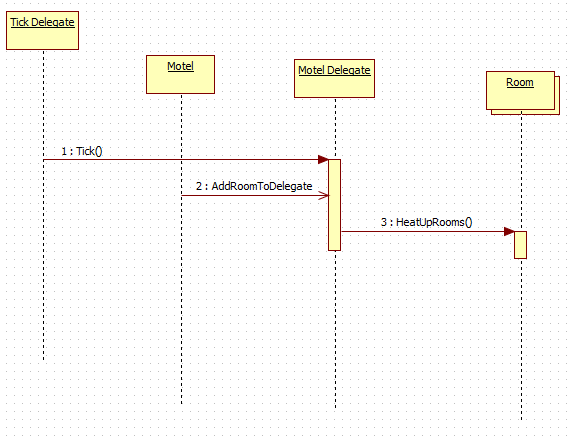 Tick Delegate
Motel
Motel Delegate
Room
1 : Tick()
2 : AddRoomToDelegate
3 : HeatUpRooms()